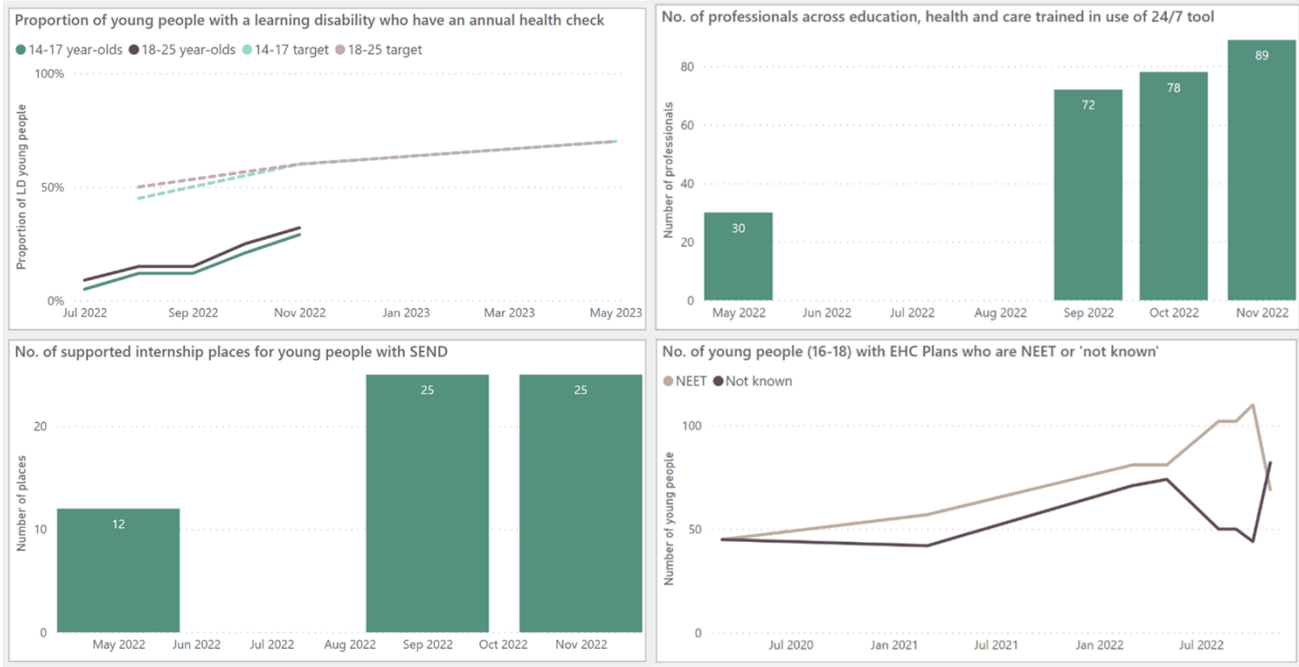 Proportion of young people with a learning disability who have an annual health check
14-17 year-olds 18-25 year-olds 14-17 target 18-25 target
Proportion of LD young people
100%
50%
0%
Jul 2022 Sep 2022 Nov 2022 Jan 2023 Mar 2023 May 2023
No. of professionals across education, health and care trained in use of 24/7 tool
Number of professionals
80
60
40
20
0
30 72 78 89
May 2022 Jun 2022 Jul 2022 Aug 2022 Sep 2022 Oct 2022 Nov 2022
No. of supported internship places for young people with SEND
Number of places
20
10
0
12 25 25
May 2022 Jun 2022 Jul 2022 Aug 2022 Sep 2022 Oct 2022 Nov 2022
No. of young people (16-18) with EHC Plans who are NEET or 'not known'
NEET Not known
Number of young people
100
50
0
Jul 2020 Jan 2021 Jul 2021 Jan 2022 Jul 2022